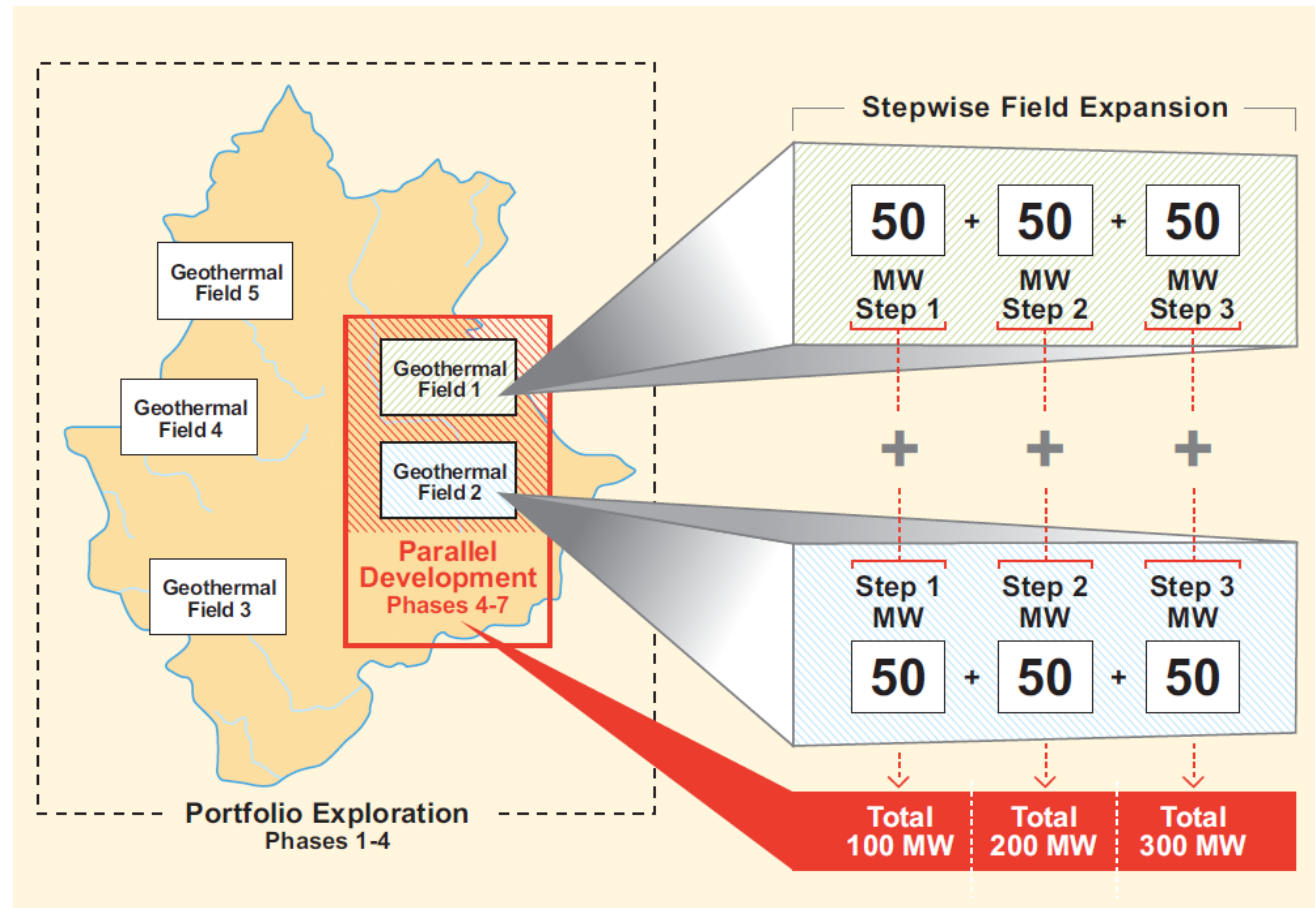 Stepwise Field Expansion
50 + 50 + 50
MW MW MW
Step 1 Step 2 Step 3
Geothermal
Field 5
Geothermal
Field 1
Geothermal
Field 4
Geothermal
Field 2
+ + +
Parallel
Development
Phases 4-7
Geothermal
Field 3
Step 1 Step 2 Step 3
MW MW MW
50 + 50 + 50
Portfolio Exploration
Phases 1-4
Total Total Total
100 MW 200 MW 300 MW